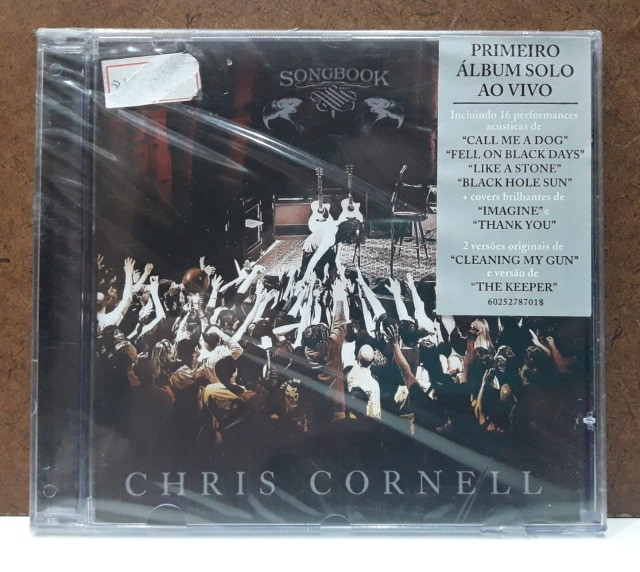 SONGBOOK
PRIMEIRO
ÁLBUM SOLO
AO VIVO
Incluindo 16 performances
acústicas de
"CALL ME A DOG"
"FELL ON BLACK DAYS"
"LIKE A STONE"
"BLACK HOLE SUN"
+ covers brilhantes de
"IMAGINE" e
"THANK YOU"
2 versões originais de
"CLEANING MY GUN"
e versão de
"THE KEEPER"
60252787018
CHRIS CORNELL